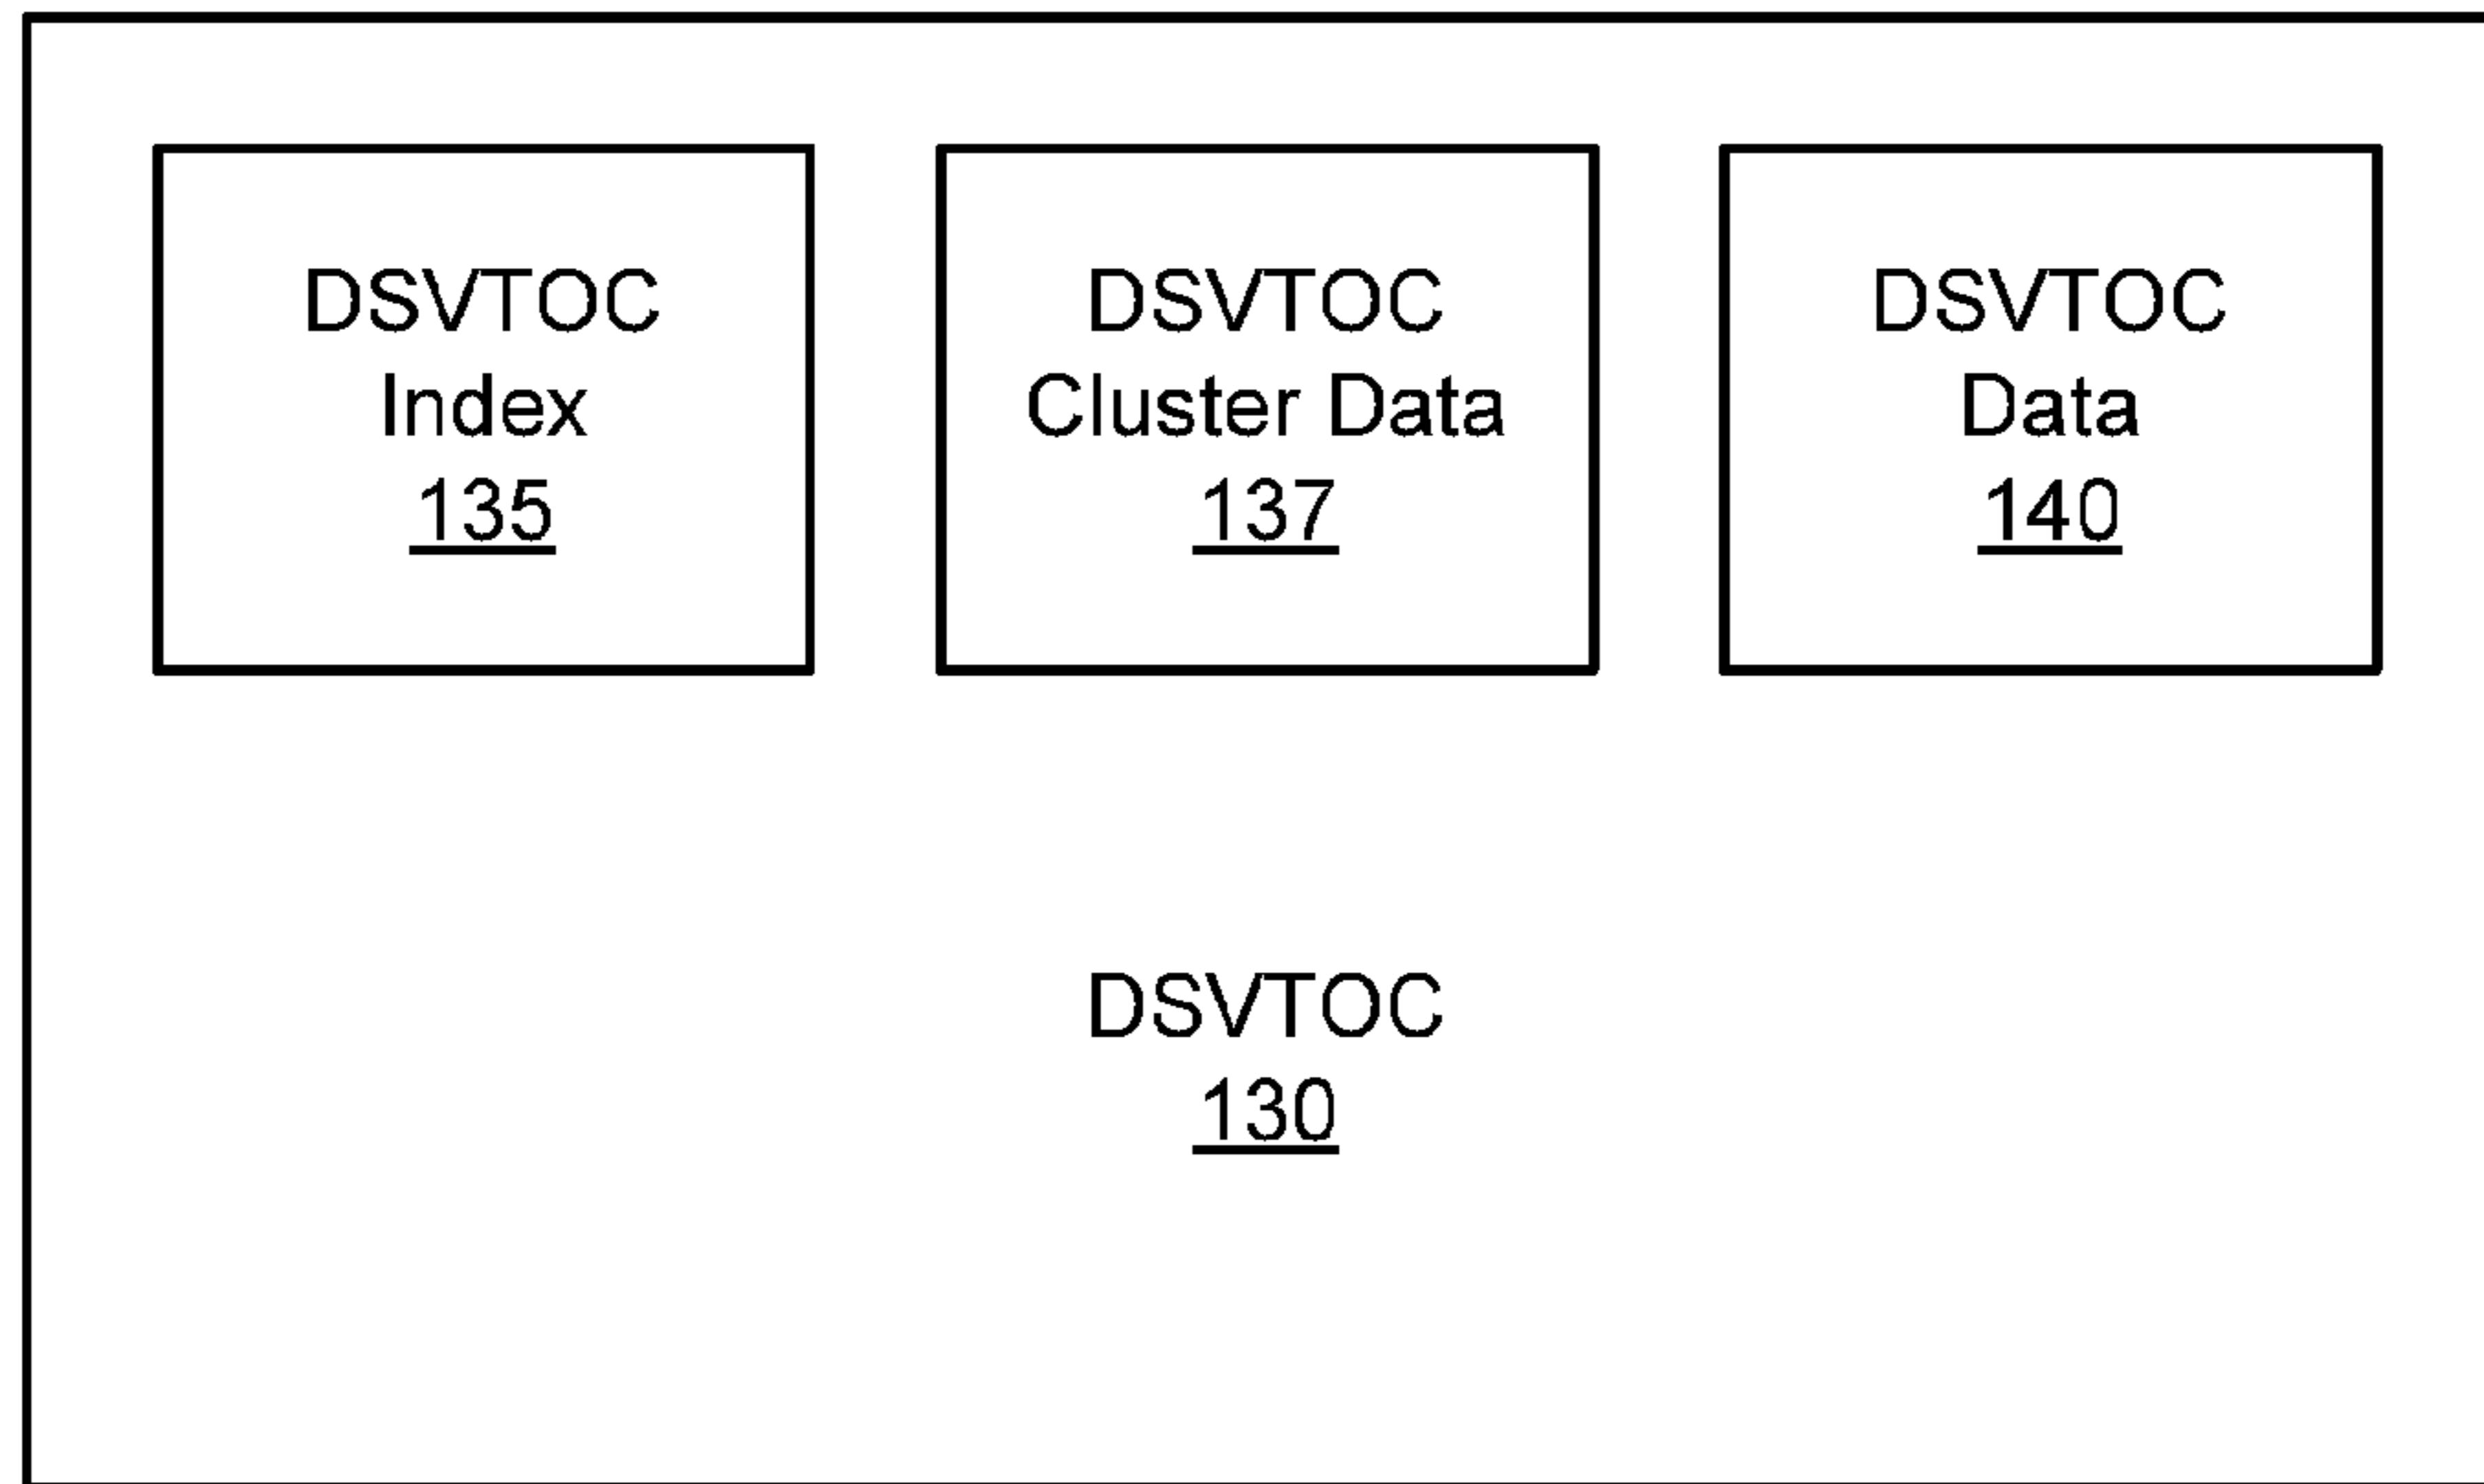 DSVTOC
Index
135
DSVTOC
Cluster Data
137
DSVTOC
Data
140
DSVTOC
130